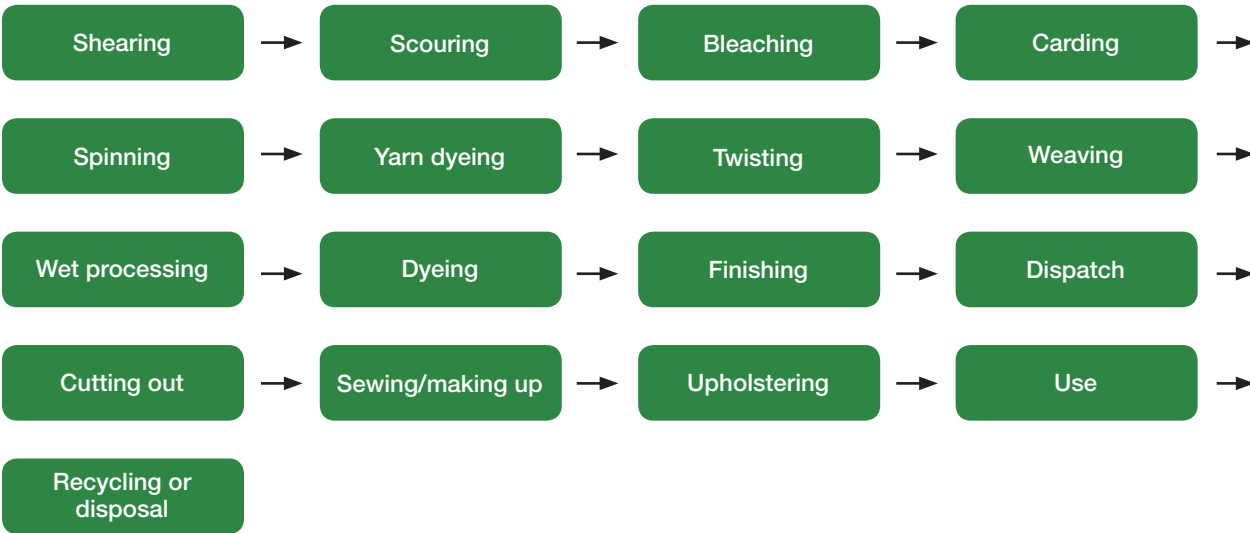 Shearing
Scouring
Bleaching
Carding
Spinning
Yarn dyeing
Twisting
Weaving
Wet processing
Dyeing
Finishing
Dispatch
Cutting out
Sewing/making up
Upholstering
Use
Recycling or
disposal